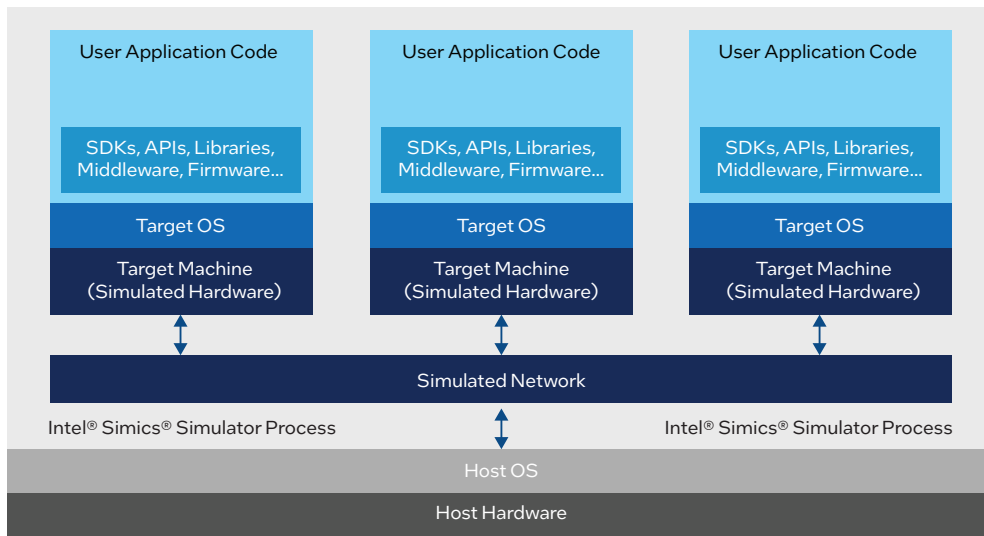 User Application Code
User Application Code
User Application Code
SDKs, APIs, Libraries,
Middleware, Firmware...
SDKs, APIs, Libraries,
Middleware, Firmware...
SDKs, APIs, Libraries,
Middleware, Firmware...
Target OS
Target OS
Target OS
Target Machine
(Simulated Hardware)
Target Machine
(Simulated Hardware)
Target Machine
(Simulated Hardware)
Simulated Network
Intel® Simics® Simulator Process
Intel® Simics® Simulator Process
Host OS
Host Hardware